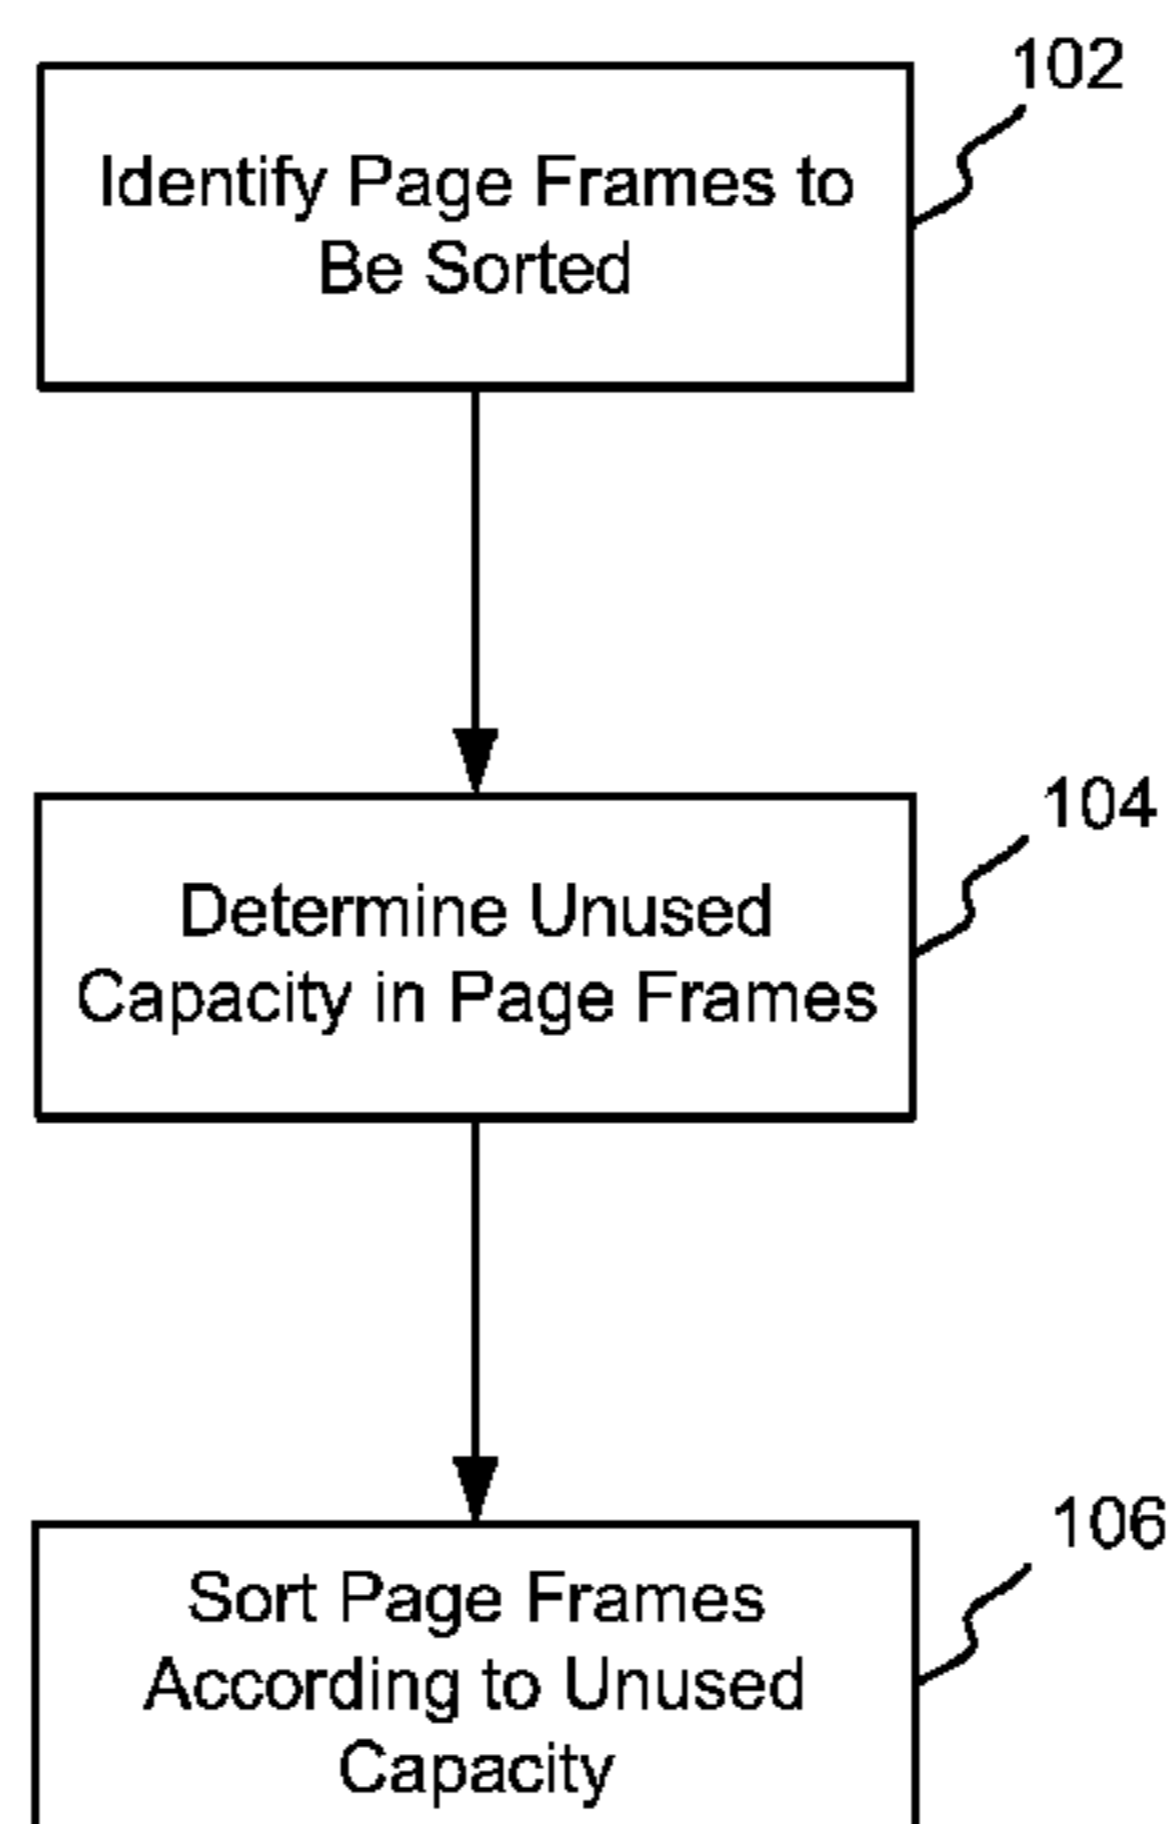 102
Identify Page Frames to
Be Sorted
104
Determine Unused
Capacity in Page Frames
106
Sort Page Frames
According to Unused
Capacity